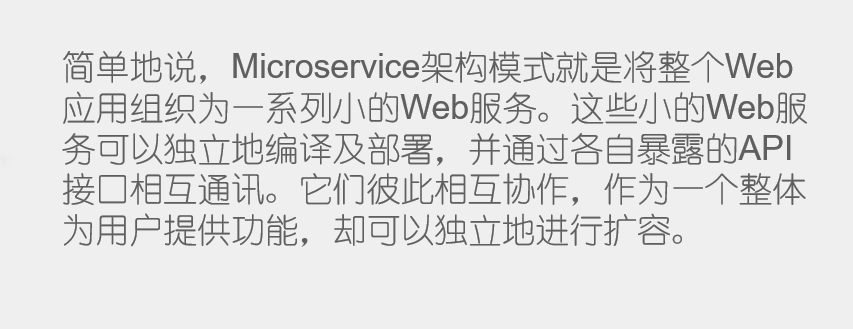 简单地说，Microservice架构模式就是将整个Web
应用组织为一系列小的Web服务。这些小的Web服
务可以独立地编译及部署，并通过各自暴露的API
接口相互通讯。它们彼此相互协作，作为一个整体
为用户提供功能，却可以独立地进行扩容。